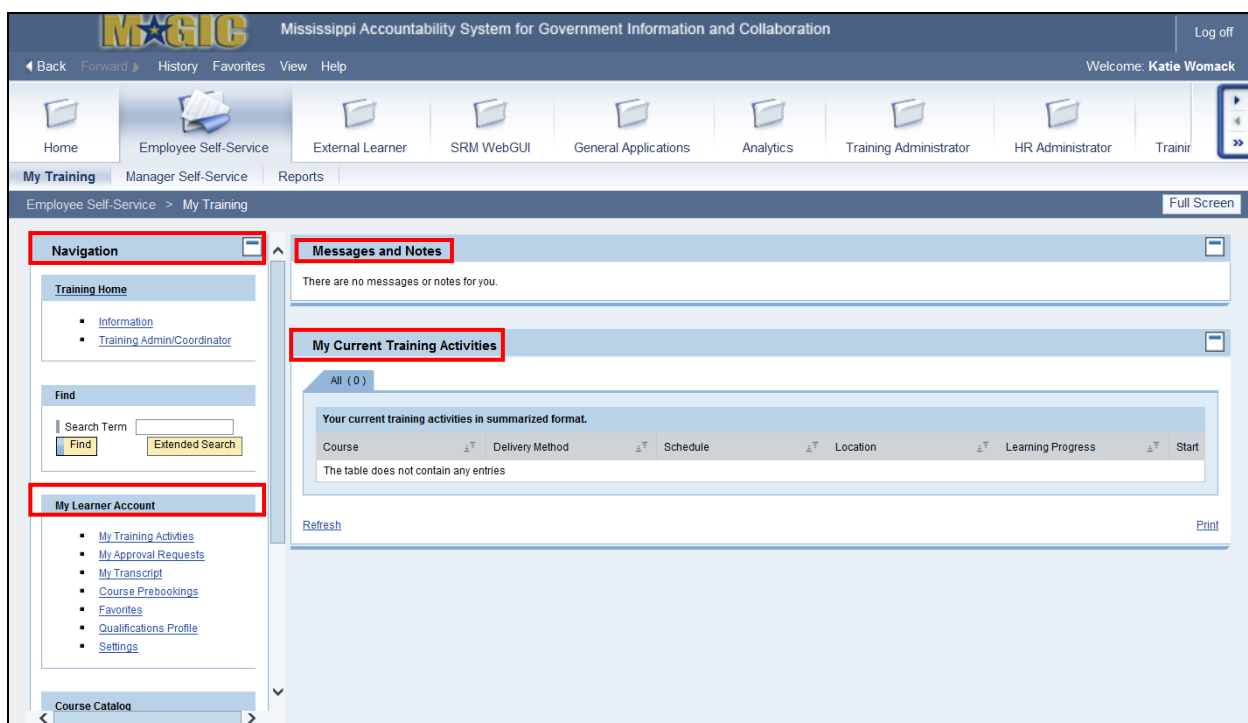 MAGIC Mississippi Accountability System for Government Information and Collaboration Log off
Back Forward History Favorites View Help Welcome: Katie Womack
Home Employee Self-Service External Learner SRM WebGUI General Applications Analytics Training Administrator HR Administrator Trainir
My Training Manager Self-Service Reports
Employee Self-Service > My Training Full Screen
Navigation
Training Home
Information
Training Admin/Coordinator
Find
Search Term
Find Extended Search
My Learner Account
My Training Activties
My Approval Requests
My Transcript
Course Prebookings
Favorites
Qualifications Profile
Settings
Course Catalog
Messages and Notes
There are no messages or notes for you.
My Current Training Activities
All ( 0 )
Your current training activities in summarized format.
Course Delivery Method Schedule Location Learning Progress Start
The table does not contain any entries
Refresh Print